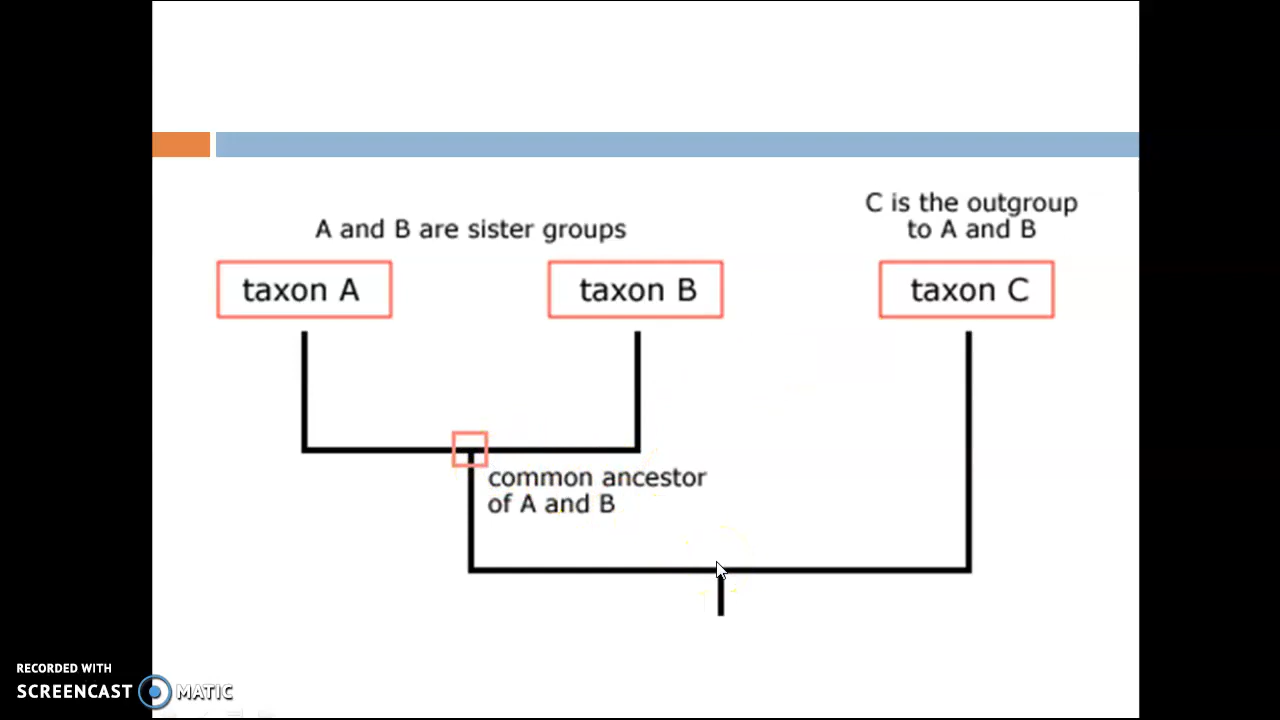 C is the outgroup
to A and B
A and B are sister groups
taxon A
taxon B
taxon C
common ancestor
of A and B
RECORDED WITH
SCREENCAST MATIC